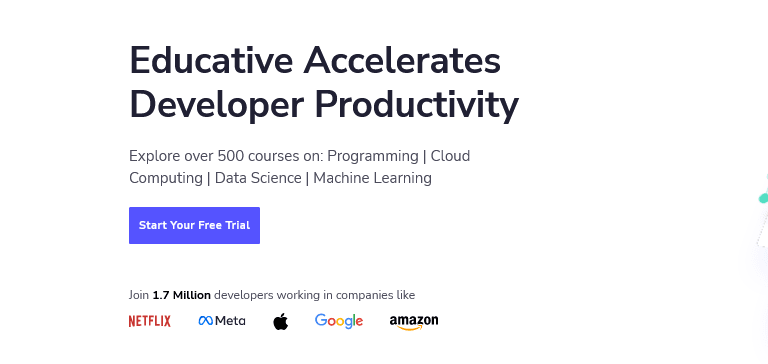 Educative Accelerates
Developer Productivity
Explore over 500 courses on: Programming | Cloud
Computing | Data Science | Machine Learning
Start Your Free Trial
Join 1.7 Million developers working in companies like
NETFLIX Meta Google amazon